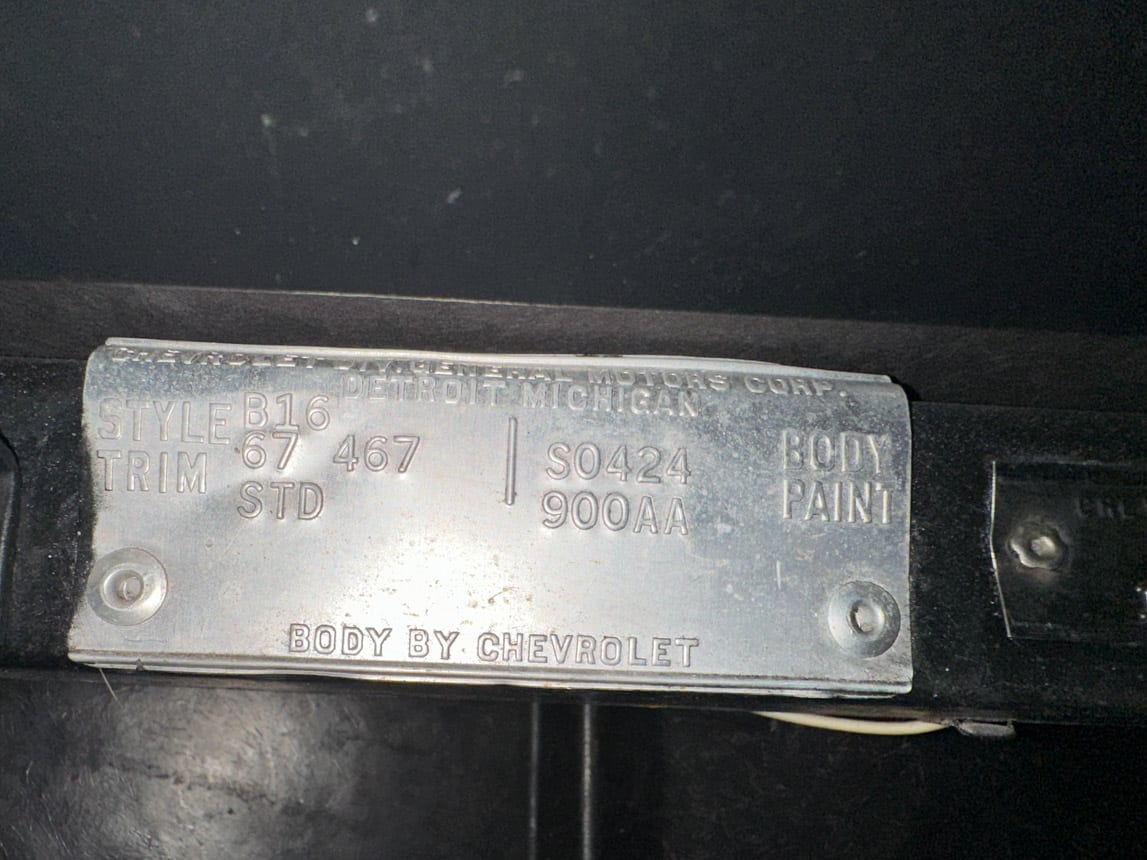 CHEVROLET DIV. GENERAL MOTORS CORP.
DETROIT MICHIGAN
STYLE B16
67 467 | S0424 BODY
TRIM STD 900AA PAINT
BODY BY CHEVROLET